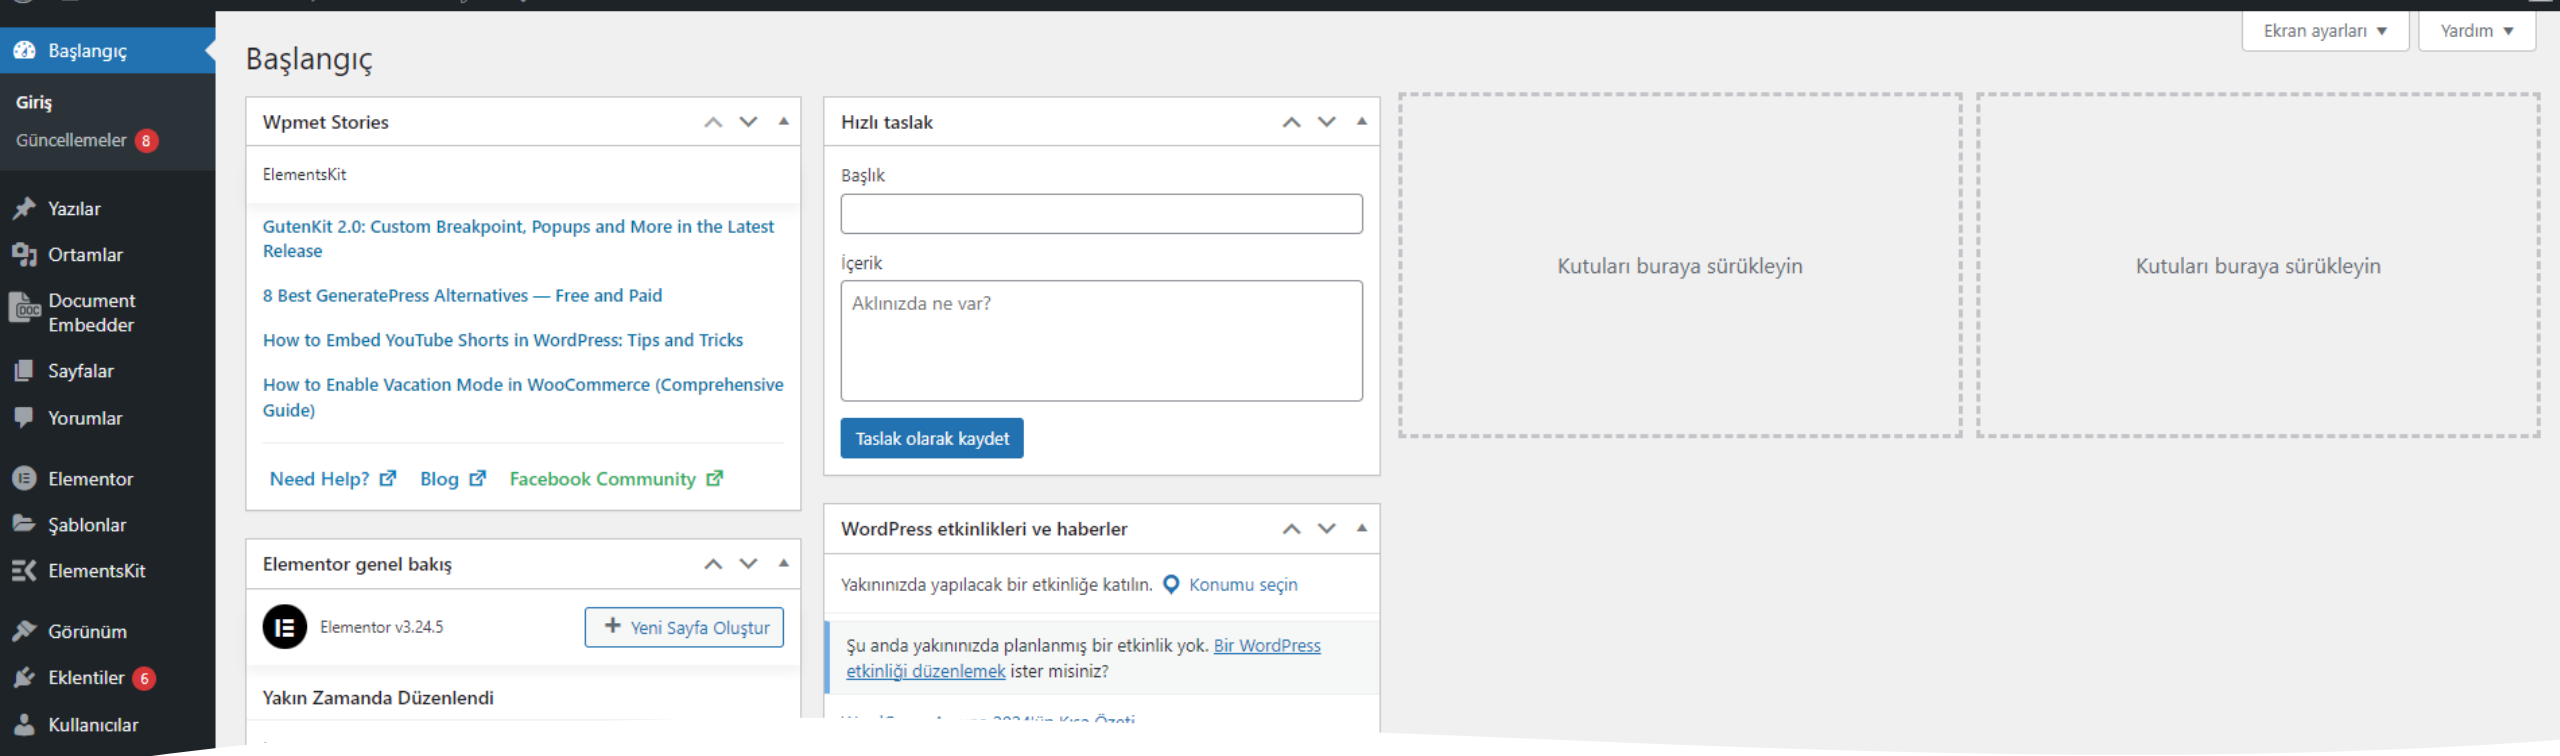 Başlangıç
Giriş
Güncellemeler 8
Yazılar
Ortamlar
Document
Embedder
Sayfalar
Yorumlar
Elementor
Şablonlar
ElementsKit
Görünüm
Eklentiler 6
Kullanıcılar
Ekran ayarları
Yardım
Başlangıç
Wpmet Stories
ElementsKit
GutenKit 2.0: Custom Breakpoint, Popups and More in the Latest
Release
8 Best GeneratePress Alternatives — Free and Paid
How to Embed YouTube Shorts in WordPress: Tips and Tricks
How to Enable Vacation Mode in WooCommerce (Comprehensive
Guide)
Need Help? Blog Facebook Community
Elementor genel bakış
Elementor v3.24.5
+ Yeni Sayfa Oluştur
Yakın Zamanda Düzenlendi
Hızlı taslak
Başlık
İçerik
Aklınızda ne var?
Taslak olarak kaydet
WordPress etkinlikleri ve haberler
Yakınınızda yapılacak bir etkinliğe katılın. Konumu seçin
Şu anda yakınınızda planlanmış bir etkinlik yok. Bir WordPress
etkinliği düzenlemek ister misiniz?
2024'ün Kısa Özeti
Kutuları buraya sürükleyin
Kutuları buraya sürükleyin